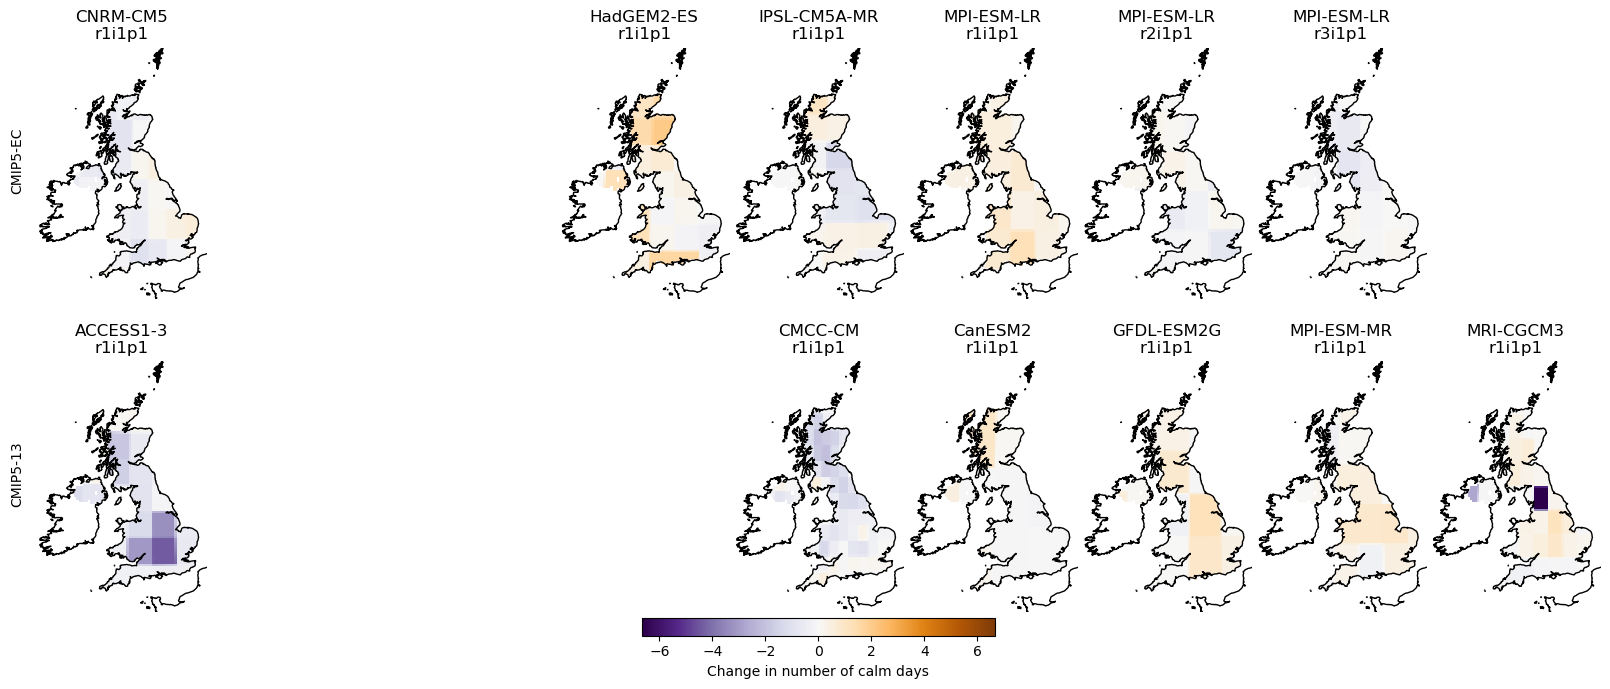 CNRM-CM5
r1i1p1
HadGEM2-ES
r1i1p1
IPSL-CM5A-MR
r1i1p1
MPI-ESM-LR
r1i1p1
MPI-ESM-LR
r2i1p1
MPI-ESM-LR
r3i1p1
CMIP5-EC
ACCESS1-3
r1i1p1
CMCC-CM
r1i1p1
CanESM2
r1i1p1
GFDL-ESM2G
r1i1p1
MPI-ESM-MR
r1i1p1
MRI-CGCM3
r1i1p1
CMIP5-13
−6 −4 −2 0 2 4 6
Change in number of calm days